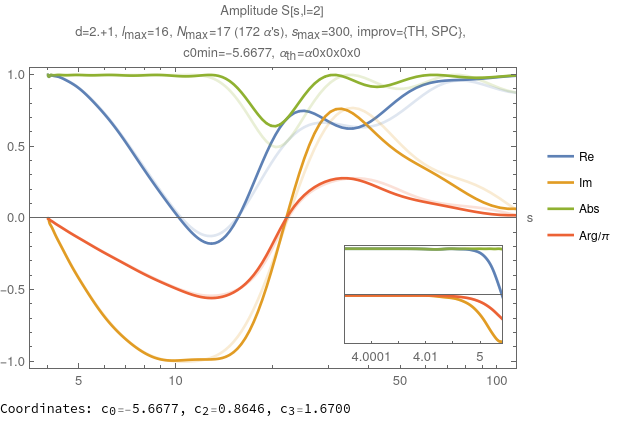 Amplitude S[s,l=2]
d=2.+1, lmax=16, Nmax=17 (172 α's), smax=300, improv={TH, SPC},
c0min=−5.6677, αth=α0x0x0x0
1.0
0.5
0.0
−0.5
−1.0
5
10
50
100
s
4.0001
4.01
5
Re
Im
Abs
Arg/π
Coordinates: c0=-5.6677, c2=0.8646, c3=1.6700